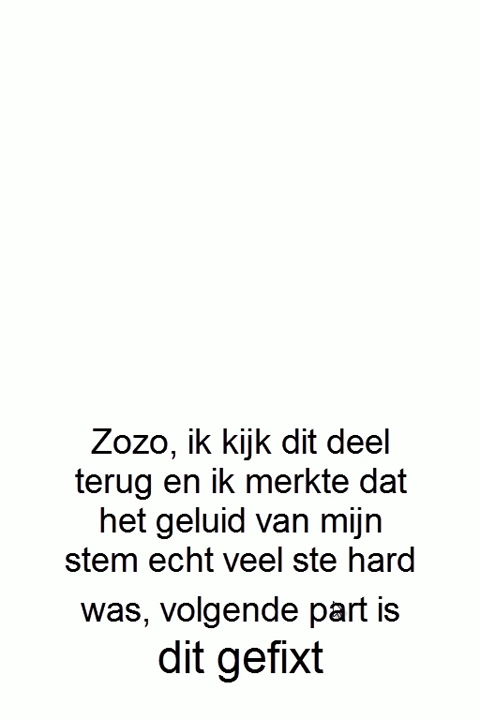 Zozo, ik kijk dit deel
terug en ik merkte dat
het geluid van mijn
stem echt veel ste hard
was, volgende part is
dit gefixt